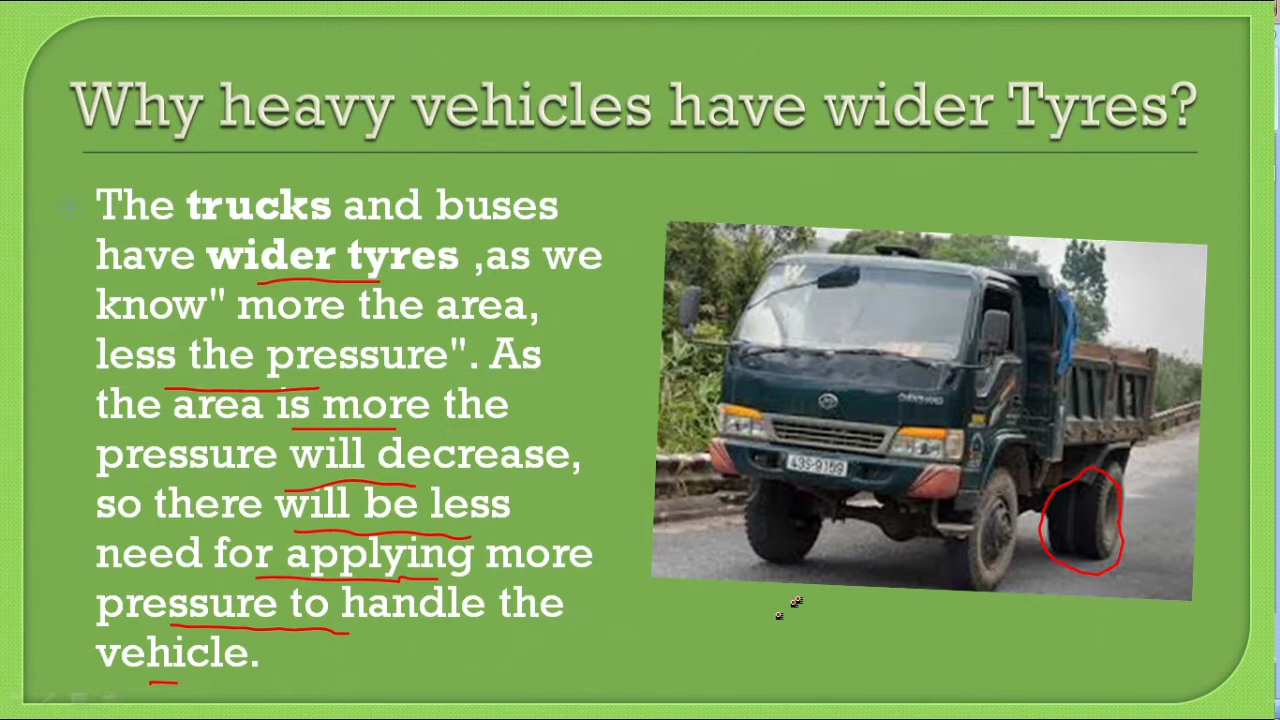 Why heavy vehicles have wider Tyres?
The trucks and buses
have wider tyres ,as we
know" more the area,
less the pressure". As
the area is more the
pressure will decrease,
so there will be less
need for applying more
pressure to handle the
vehicle.
W
43S-9159